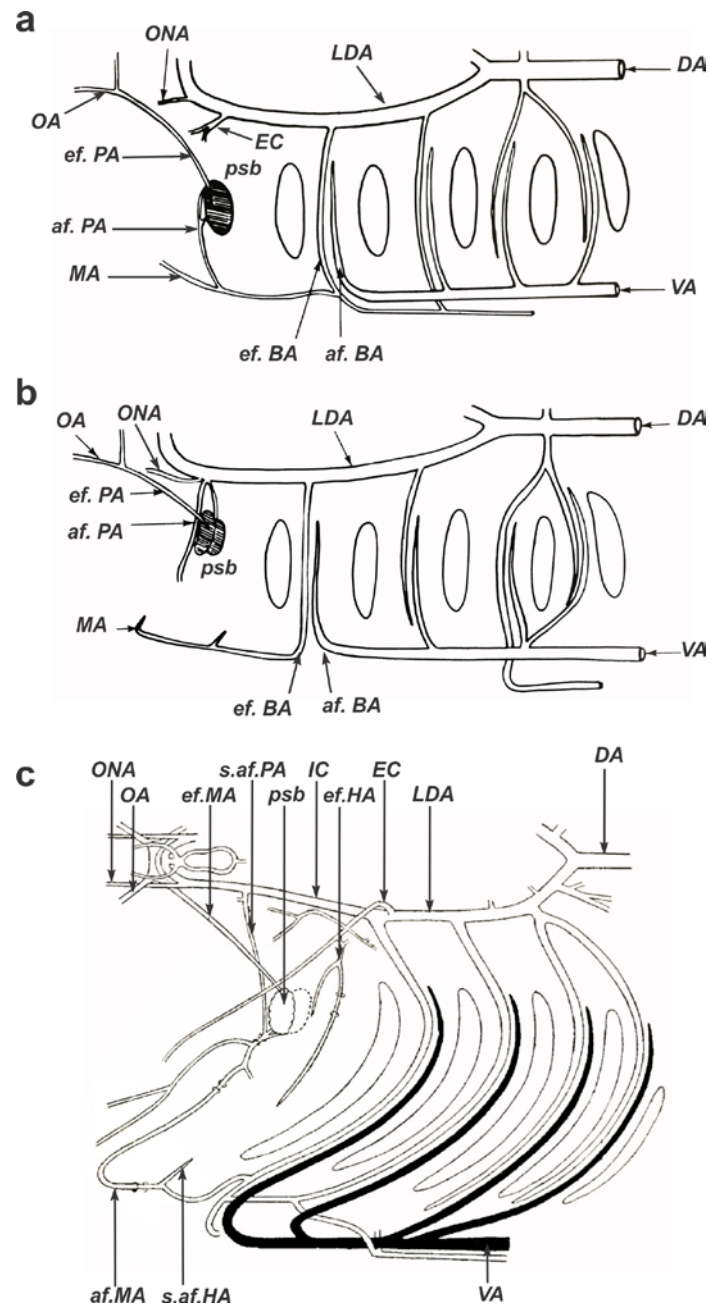 a
ONA
LDA
DA
OA
EC
ef. PA
psb
af. PA
MA
VA
ef. BA af. BA
b
OA ONA
LDA
DA
ef. PA
af. PA
psb
MA
VA
ef. BA af. BA
c
ONA s.af.PA IC EC DA
OA ef.MA psb ef.HA LDA
af.MA s.af.HA VA